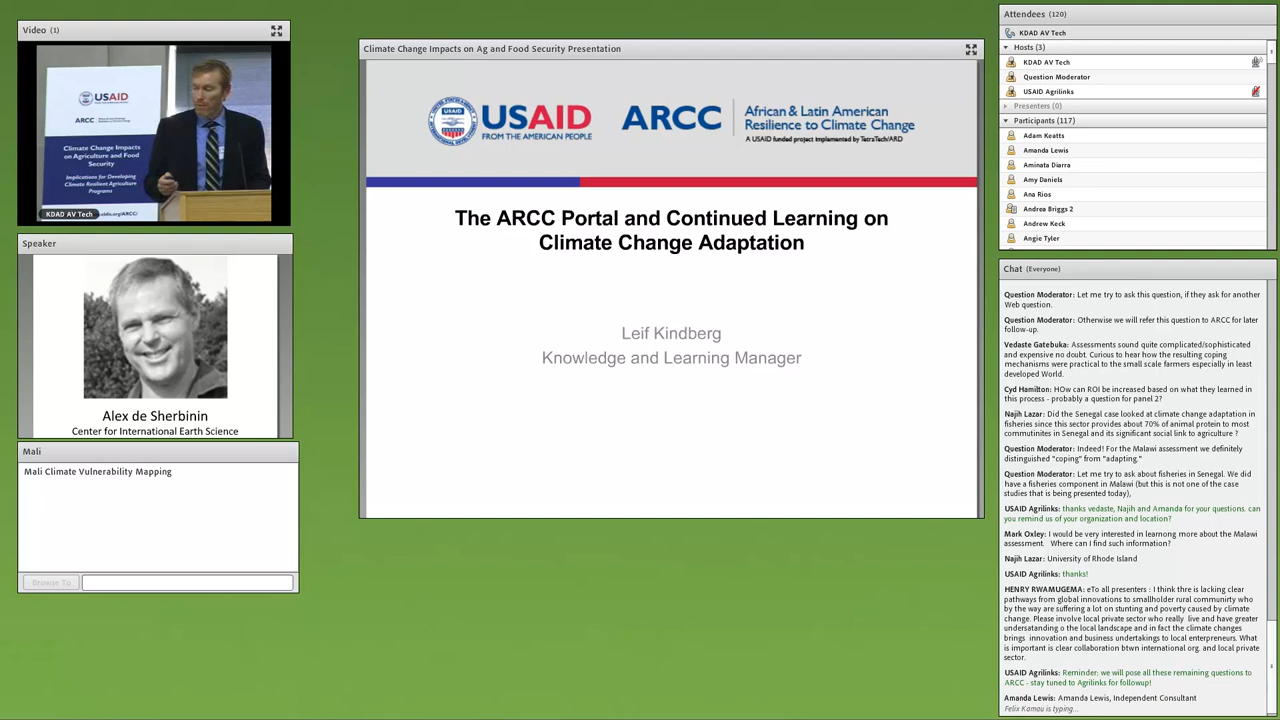 Video (1)
USAID
ARCC
Climate Change Impacts
on Agriculture and Food
Security
Implications for Developing
Climate Resilient Agriculture
Programs
KDAD AV Tech
Speaker
Alex de Sherbinin
Center for International Earth Science
Mali
Mali Climate Vulnerability Mapping
Browse To
Climate Change Impacts on Ag and Food Security Presentation
USAID
USAID
FROM THE AMERICAN PEOPLE
ARCC
African & Latin American
Resilience to Climate Change
A USAID funded project implemented by TetraTech/ARD
The ARCC Portal and Continued Learning on
Climate Change Adaptation
Leif Kindberg
Knowledge and Learning Manager
Attendees (120)
KDAD AV Tech
Hosts (3)
KDAD AV Tech
Question Moderator
USAID Agrilinks
Presenters (0)
Participants (117)
Adam Keatts
Amanda Lewis
Aminata Diarra
Amy Daniels
Ana Rios
Andrea Briggs 2
Andrew Keck
Angie Tyler
Chat (Everyone)
Question Moderator: Let me try to ask this question, if they ask for another
Web question.
Question Moderator: Otherwise we will refer this question to ARCC for later
follow-up.
Vedaste Gatebuka: Assessments sound quite complicated/sophisticated
and expensive no doubt. Curious to hear how the resulting coping
mechanisms were practical to the small scale farmers especially in least
developed World.
Cyd Hamilton: HOw can ROI be increased based on what they learned in
this process - probably a question for panel 2?
Najih Lazar: Did the Senegal case looked at climate change adaptation in
fisheries since this sector provides about 70% of animal protein to most
commutinites in Senegal and its significant social link to agriculture ?
Question Moderator: Indeed! For the Malawi assessment we definitely
distinguished "coping" from "adapting."
Question Moderator: Let me try to ask about fisheries in Senegal. We did
have a fisheries component in Malawi (but this is not one of the case
studies that is being presented today),
USAID Agrilinks: thanks vedaste, Najih and Amanda for your questions. can
you remind us of your organization and location?
Mark Oxley: I would be very interested in learnong more about the Malawi
assessment. Where can I find such information?
Najih Lazar: University of Rhode Island
USAID Agrilinks: thanks!
HENRY RWAMUGEMA: eTo all presenters : I think thre is lacking clear
pathways from global innovations to smallholder rural communirty who
by the way are suffering a lot on stunting and poverty caused by climate
change. Please involve local private sector who really live and have greater
undersatanding o the local landscape and in fact the climate changes
brings innovation and business undertakings to local enterpreneurs. What
is important is clear collaboration btwn international org. and local private
sector.
USAID Agrilinks: Reminder: we will pose all these remaining questions to
ARCC - stay tuned to Agrilinks for followup!
Amanda Lewis: Amanda Lewis, Independent Consultant
Felix Kamau is typing...